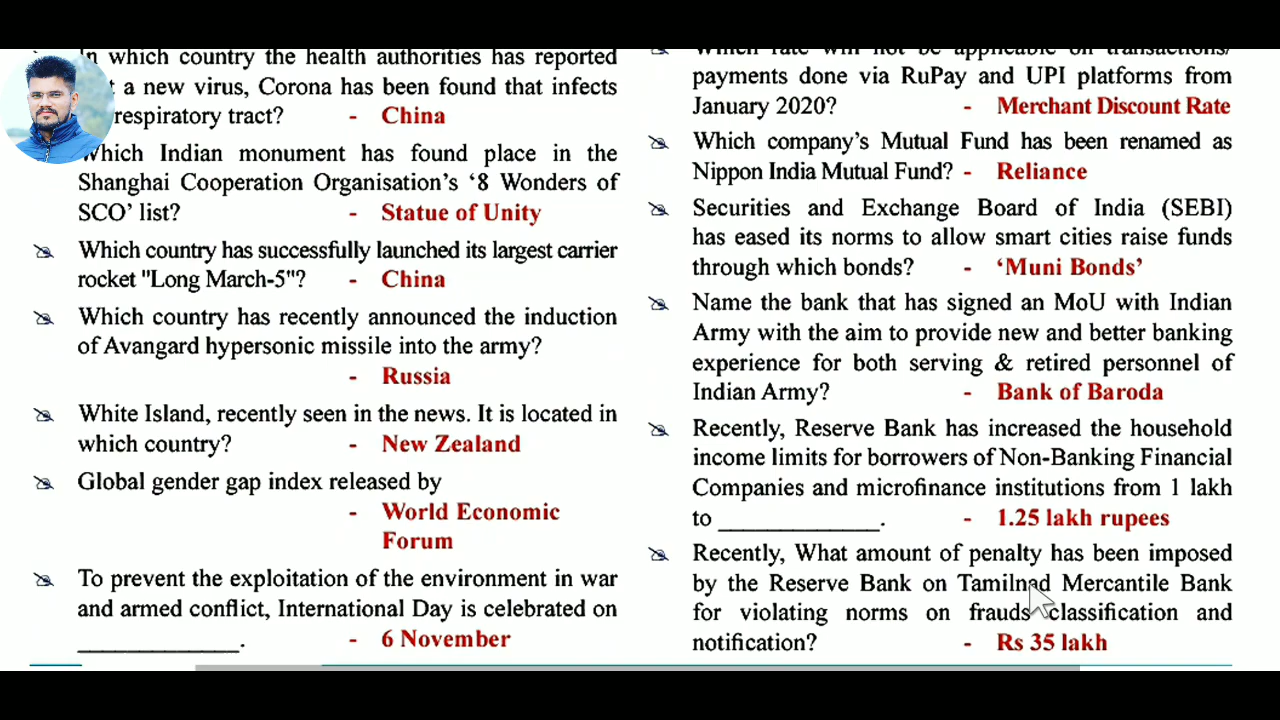 In which country the health authorities has reported
a new virus, Corona has been found that infects
respiratory tract? - China
Which Indian monument has found place in the
Shanghai Cooperation Organisation's '8 Wonders of
SCO' list? - Statue of Unity
Which country has successfully launched its largest carrier
rocket "Long March-5"? - China
Which country has recently announced the induction
of Avangard hypersonic missile into the army?
- Russia
White Island, recently seen in the news. It is located in
which country? - New Zealand
Global gender gap index released by
- World Economic
Forum
To prevent the exploitation of the environment in war
and armed conflict, International Day is celebrated on
_____________. - 6 November
Which rate will not be applicable on transactions/
payments done via RuPay and UPI platforms from
January 2020? - Merchant Discount Rate
Which company's Mutual Fund has been renamed as
Nippon India Mutual Fund? - Reliance
Securities and Exchange Board of India (SEBI)
has eased its norms to allow smart cities raise funds
through which bonds? - 'Muni Bonds'
Name the bank that has signed an MoU with Indian
Army with the aim to provide new and better banking
experience for both serving & retired personnel of
Indian Army? - Bank of Baroda
Recently, Reserve Bank has increased the household
income limits for borrowers of Non-Banking Financial
Companies and microfinance institutions from 1 lakh
to _____________. - 1.25 lakh rupees
Recently, What amount of penalty has been imposed
by the Reserve Bank on Tamilnad Mercantile Bank
for violating norms on frauds classification and
notification? - Rs 35 lakh